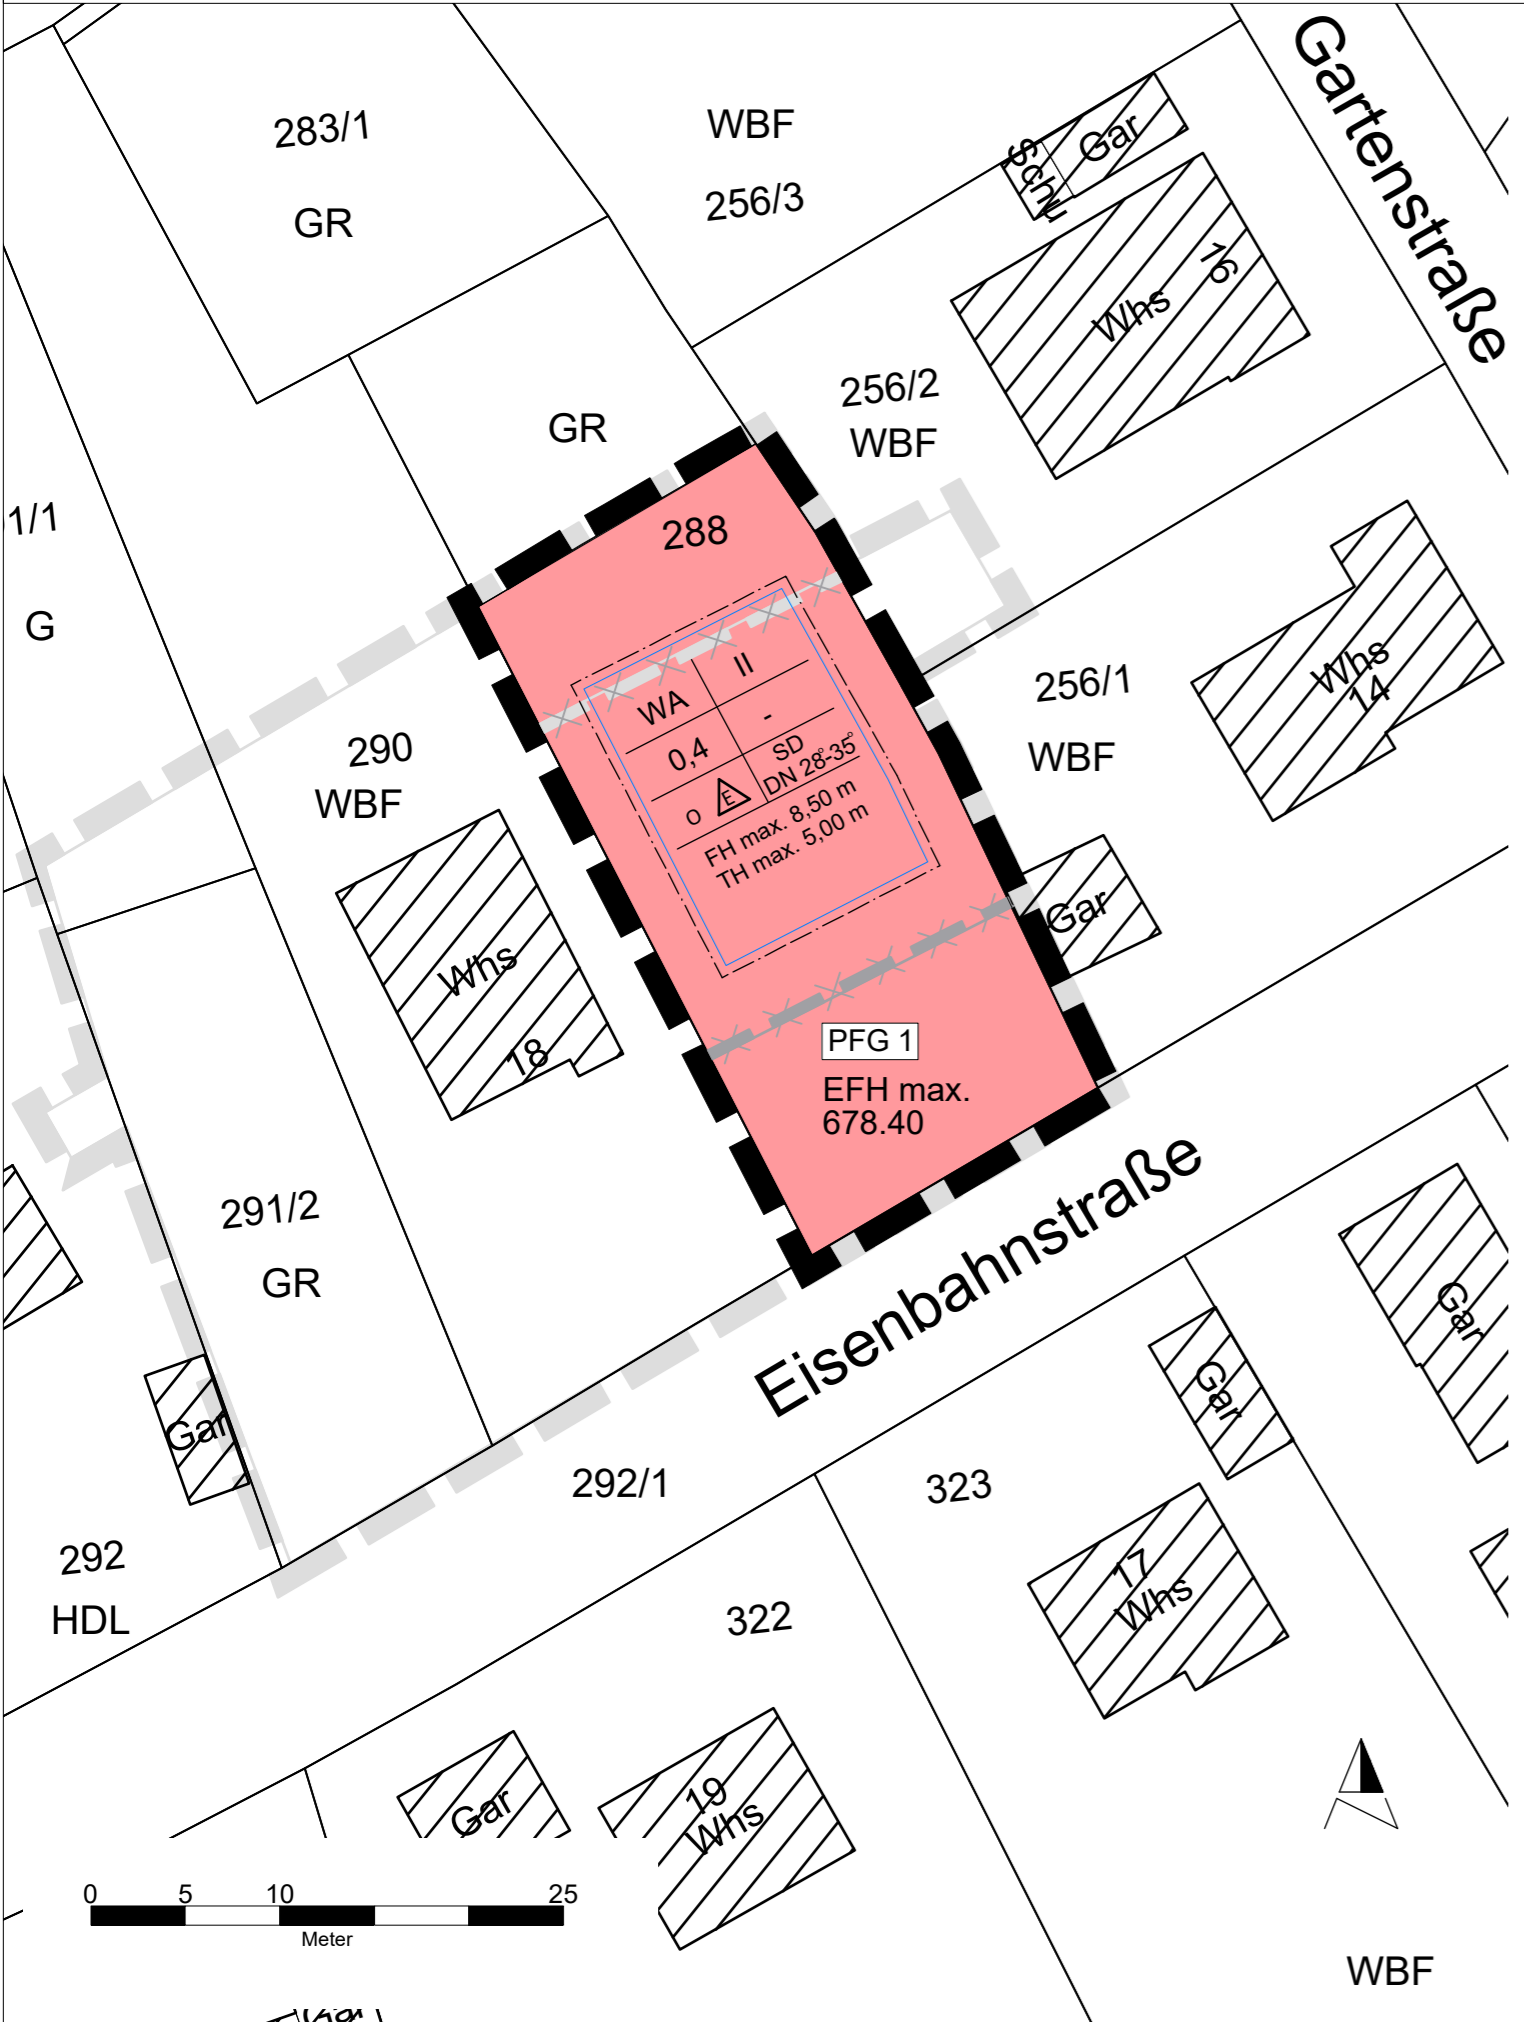 Gartenstraße
283/1
GR
WBF
256/3
Schu
Gar
16
Whs
256/2
WBF
GR
1/1
G
288
WA
II
0,4
-
o
E
SD
DN 28°-35°
FH max. 8,50 m
TH max. 5,00 m
290
WBF
256/1
WBF
Whs
14
Gar
Whs
18
PFG 1
EFH max.
678.40
Eisenbahnstraße
291/2
GR
Gar
Gar
Gar
292/1
323
292
HDL
17
Whs
322
Gar
19
Whs
0 5 10 25
Meter
WBF
Gar